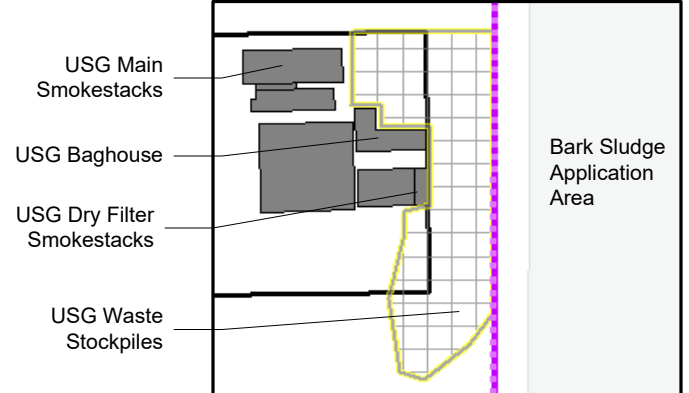 USG Main
Smokestacks
USG Baghouse
USG Dry Filter
Smokestacks
USG Waste
Stockpiles
Bark Sludge
Application
Area